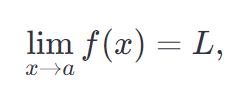 lim f(x) = L,
x→a